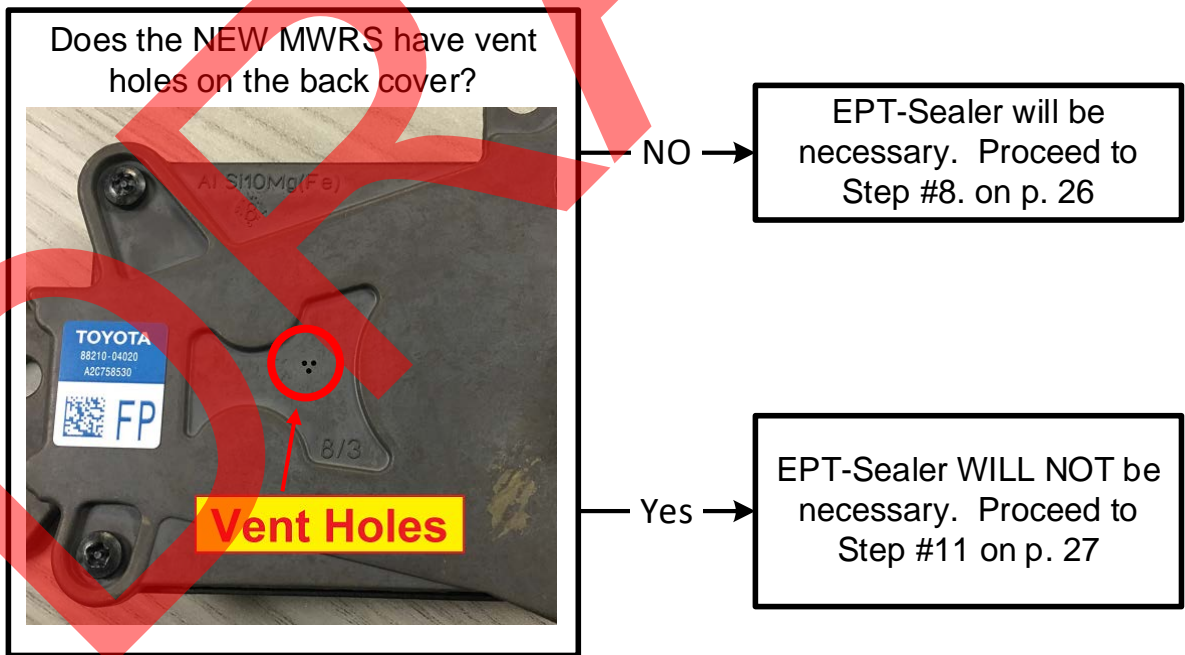 Does the NEW MWRS have vent
holes on the back cover?
Al Si10Mg(Fe)
TOYOTA
88210-04020
A2C758530
FP
8/3
Vent Holes
NO
EPT-Sealer will be
necessary. Proceed to
Step #8. on p. 26
Yes
EPT-Sealer WILL NOT be
necessary. Proceed to
Step #11 on p. 27